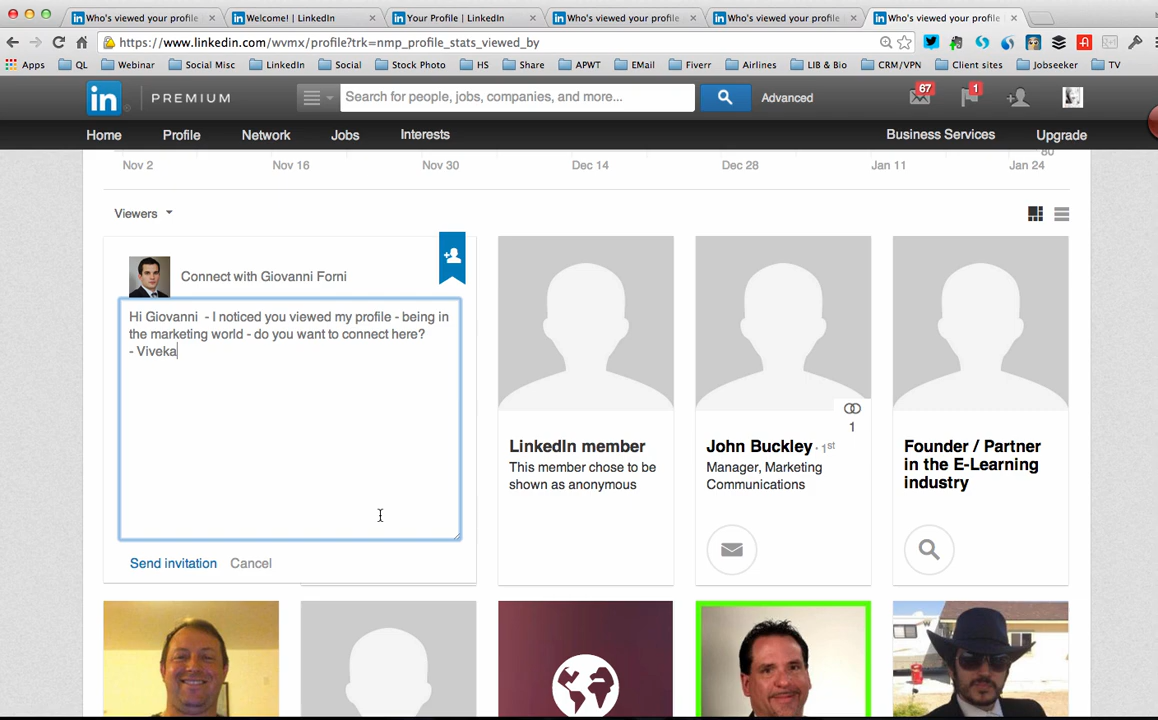 Who's viewed your profile
Welcome! | LinkedIn
Your Profile | LinkedIn
Who's viewed your profile
Who's viewed your profile
Who's viewed your profile
https://www.linkedin.com/wvmx/profile?trk=nmp_profile_stats_viewed_by
Apps QL Webinar Social Misc LinkedIn Social Stock Photo HS Share APWT EMail Fiverr Airlines LIB & Bio CRM/VPN Client sites Jobseeker TV
in PREMIUM Search for people, jobs, companies, and more... Advanced 67 1
Home Profile Network Jobs Interests Business Services Upgrade
80
Nov 2 Nov 16 Nov 30 Dec 14 Dec 28 Jan 11 Jan 24
Viewers
Connect with Giovanni Forni
Hi Giovanni - I noticed you viewed my profile - being in
the marketing world - do you want to connect here?
- Viveka
Send invitation Cancel
LinkedIn member
This member chose to be
shown as anonymous
1
John Buckley · 1st
Manager, Marketing
Communications
Founder / Partner
in the E-Learning
industry